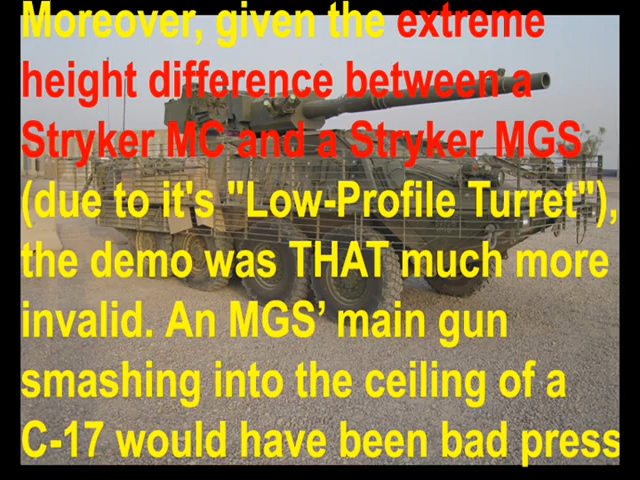 Moreover, given the extreme
height difference between a
Stryker MC and a Stryker MGS
(due to it's "Low-Profile Turret"),
the demo was THAT much more
invalid. An MGS’ main gun
smashing into the ceiling of a
C-17 would have been bad press